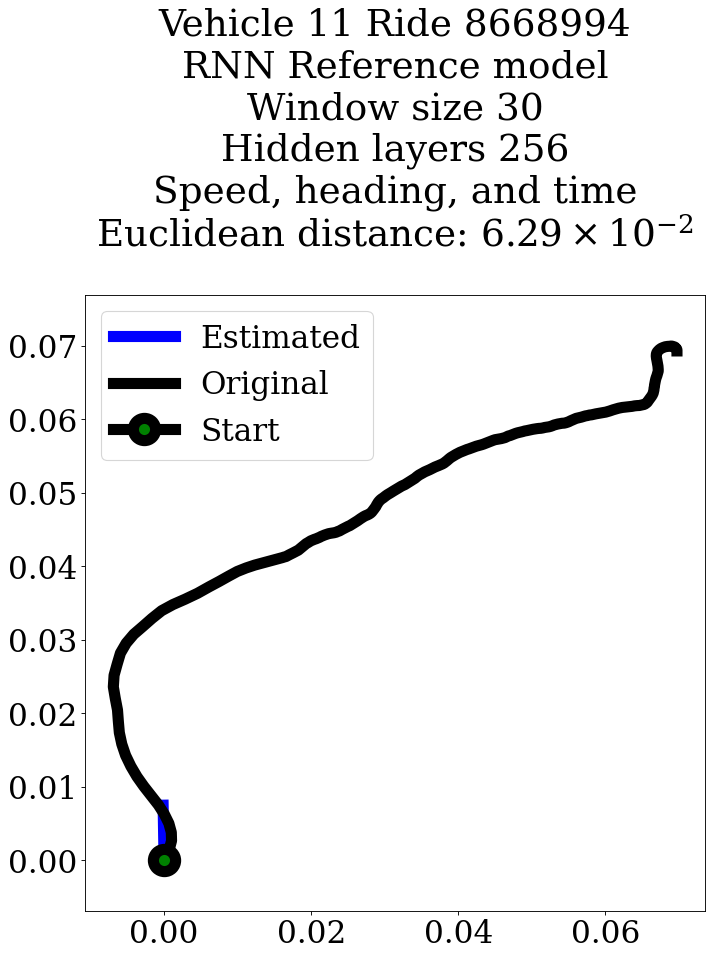 Vehicle 11 Ride 8668994
RNN Reference model
Window size 30
Hidden layers 256
Speed, heading, and time
Euclidean distance: 6.29 × 10⁻²
Estimated
Original
Start
0.07
0.06
0.05
0.04
0.03
0.02
0.01
0.00
0.00 0.02 0.04 0.06